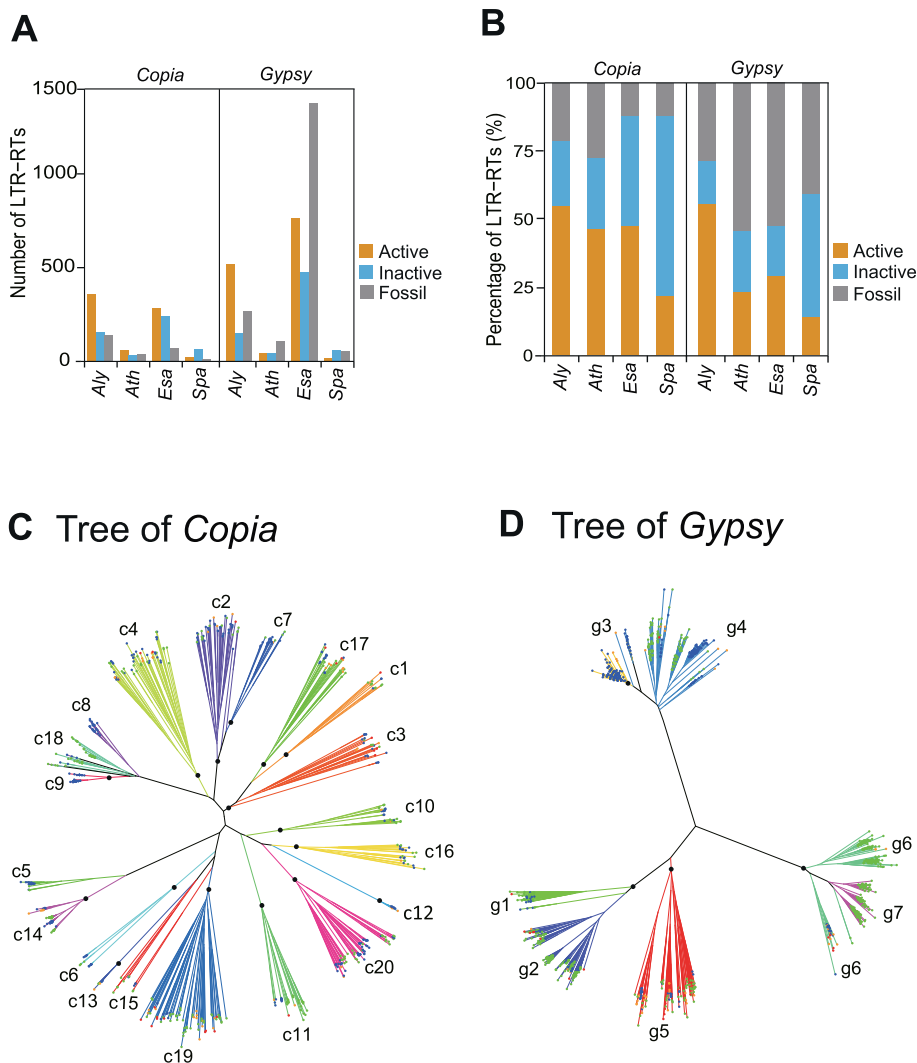 A
Copia Gypsy
Number of LTR−RTs
1500
1000
500
0
Aly Ath Esa Spa Aly Ath Esa Spa
Active
Inactive
Fossil
B
Copia Gypsy
Percentage of LTR−RTs (%)
100
75
50
25
0
Aly Ath Esa Spa Aly Ath Esa Spa
Active
Inactive
Fossil
C Tree of Copia
c2
c7
c4
c17
c1
c8
c3
c18
c9
c10
c16
c5
c12
c14
c20
c6
c13
c15
c11
c19
D Tree of Gypsy
g3
g4
g6
g1
g7
g2
g6
g5